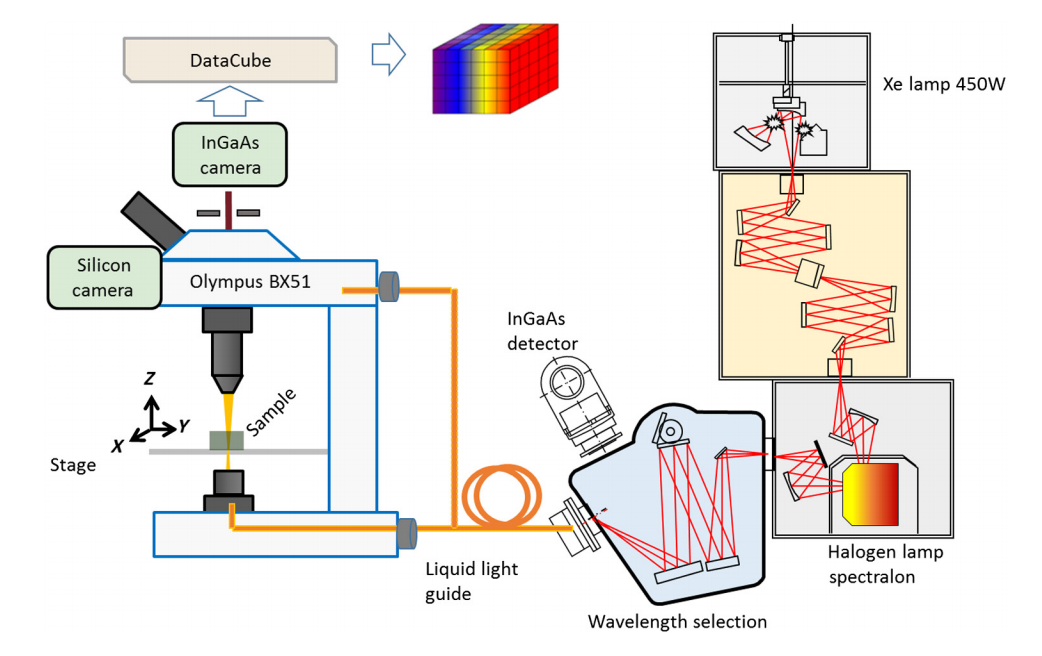 DataCube
Xe lamp 450W
InGaAs
camera
Silicon
camera
Olympus BX51
InGaAs
detector
Z
Y
X
Sample
Stage
Liquid light
guide
Halogen lamp
spectralon
Wavelength selection